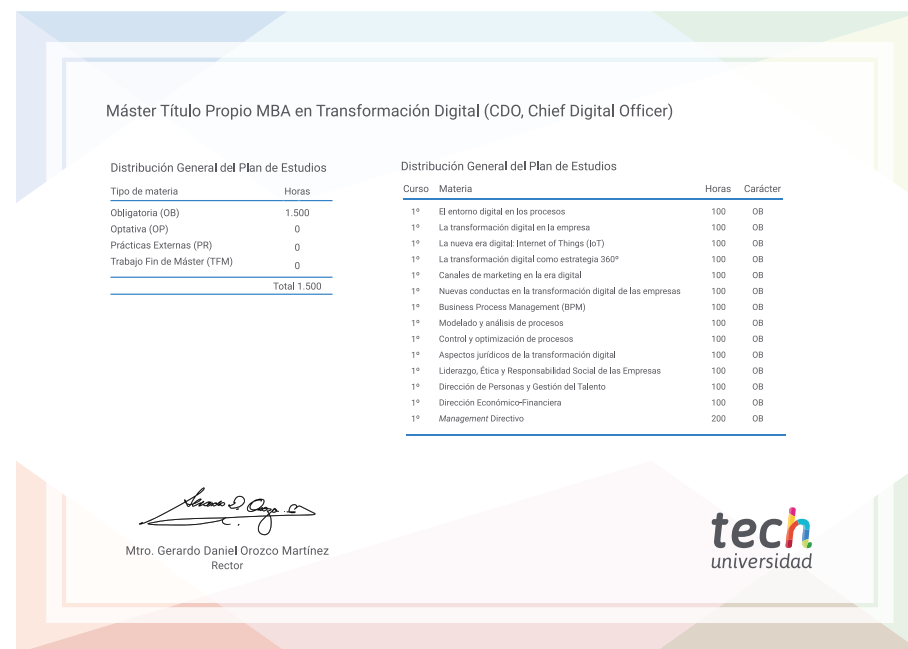 Máster Título Propio MBA en Transformación Digital (CDO, Chief Digital Officer)
Distribución General del Plan de Estudios
Tipo de materia Horas
Obligatoria (OB) 1.500
Optativa (OP) 0
Prácticas Externas (PR) 0
Trabajo Fin de Máster (TFM) 0
Total 1.500
Distribución General del Plan de Estudios
Curso Materia Horas Carácter
1º El entorno digital en los procesos 100 OB
1º La transformación digital en la empresa 100 OB
1º La nueva era digital: Internet of Things (IoT) 100 OB
1º La transformación digital como estrategia 360º 100 OB
1º Canales de marketing en la era digital 100 OB
1º Nuevas conductas en la transformación digital de las empresas 100 OB
1º Business Process Management (BPM) 100 OB
1º Modelado y análisis de procesos 100 OB
1º Control y optimización de procesos 100 OB
1º Aspectos jurídicos de la transformación digital 100 OB
1º Liderazgo, Ética y Responsabilidad Social de las Empresas 100 OB
1º Dirección de Personas y Gestión del Talento 100 OB
1º Dirección Económico-Financiera 100 OB
1º Management Directivo 200 OB
Mtro. Gerardo Daniel Orozco Martínez
Rector
tech
universidad